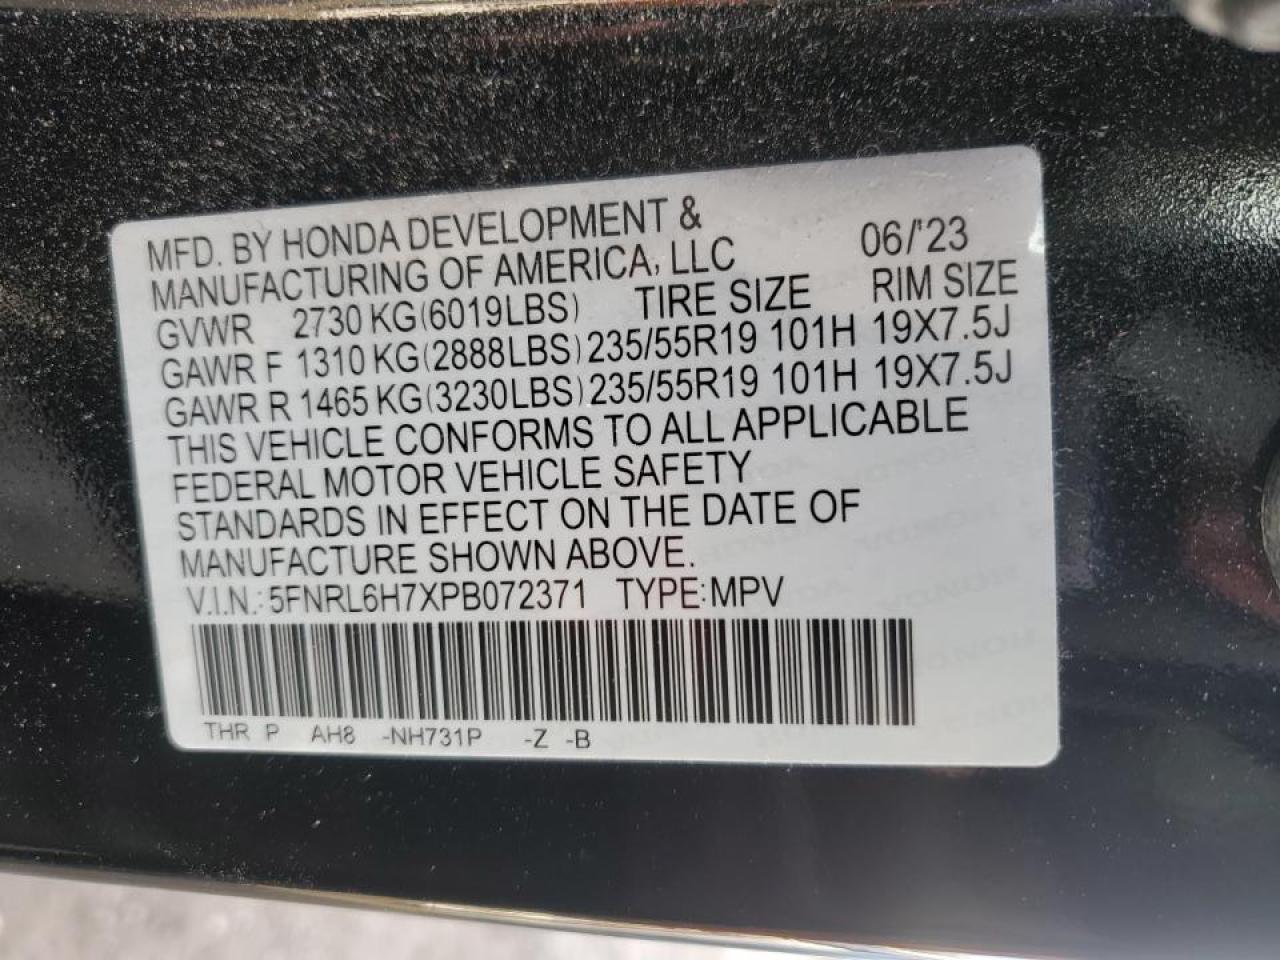 MFD. BY HONDA DEVELOPMENT &
MANUFACTURING OF AMERICA, LLC 06/'23
GVWR 2730 KG(6019LBS) TIRE SIZE RIM SIZE
GAWR F 1310 KG(2888LBS) 235/55R19 101H 19X7.5J
GAWR R 1465 KG(3230LBS) 235/55R19 101H 19X7.5J
THIS VEHICLE CONFORMS TO ALL APPLICABLE
FEDERAL MOTOR VEHICLE SAFETY
STANDARDS IN EFFECT ON THE DATE OF
MANUFACTURE SHOWN ABOVE.
V.I.N.: 5FNRL6H7XPB072371 TYPE:MPV
THR P AH8 -NH731P -Z -B